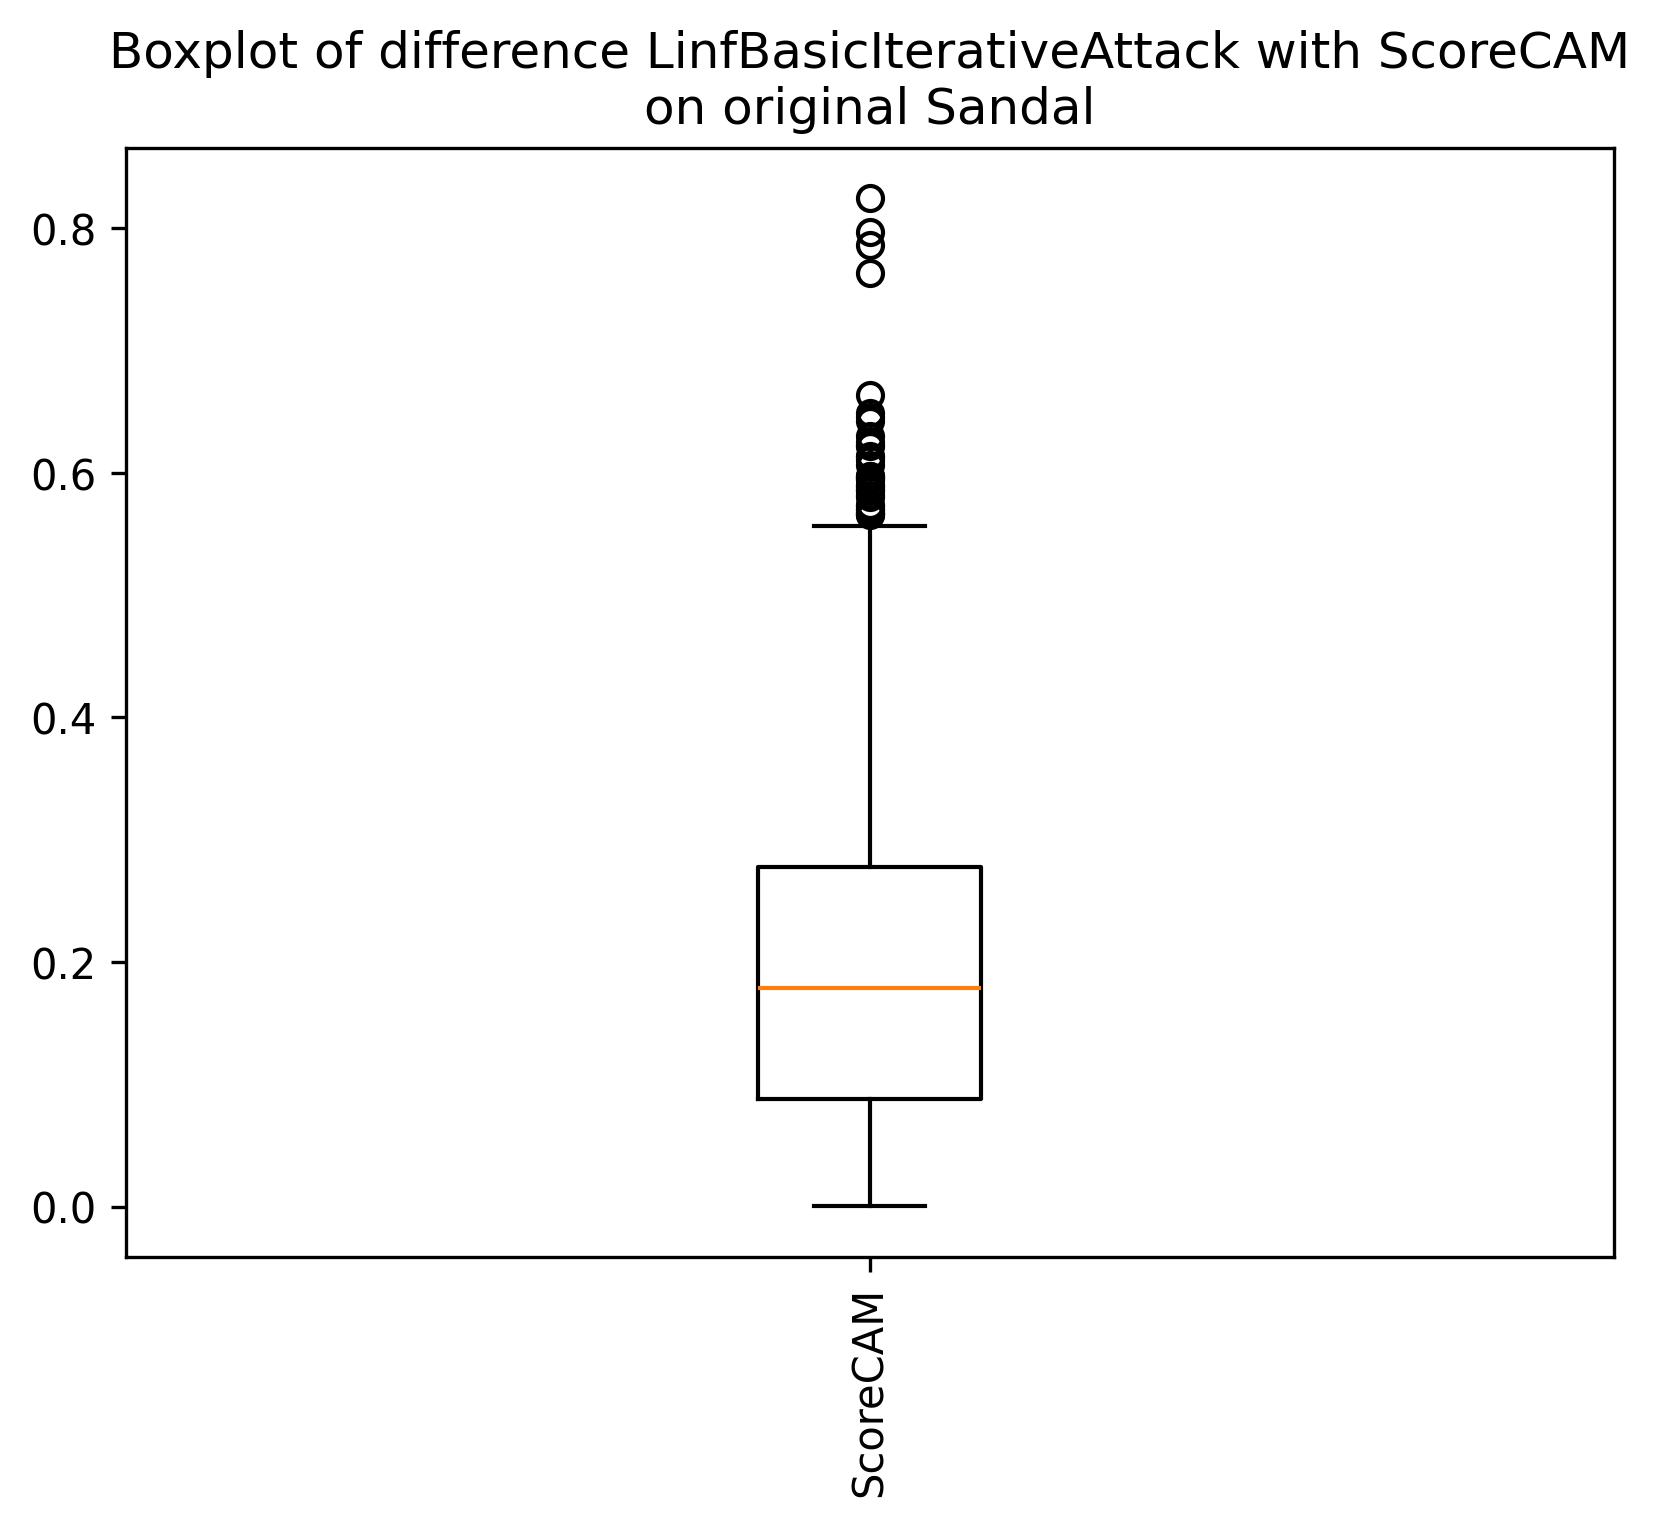 Boxplot of difference LinfBasicIterativeAttack with ScoreCAM
on original Sandal
0.8
0.6
0.4
0.2
0.0
ScoreCAM